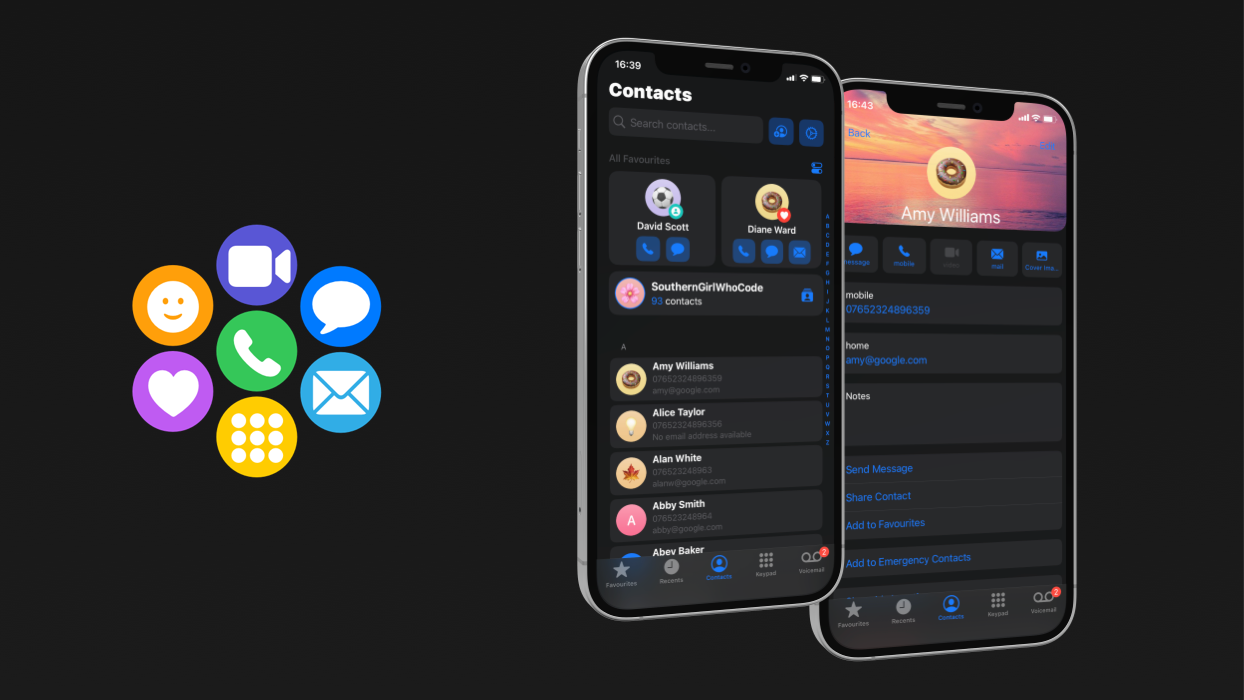 16:39
Contacts
Search contacts...
All Favourites
David Scott
Diane Ward
SouthernGirlWhoCode
93 contacts
A
Amy Williams
07652324896359
amy@google.com
Alice Taylor
07652324896356
No email address available
Alan White
076523248963
alanw@google.com
Abby Smith
076523248964
abby@google.com
A
Abey Baker
A
B
C
D
E
F
G
H
I
J
K
L
M
N
O
P
Q
R
S
T
U
V
W
X
Z
Favourites
Recents
Contacts
Keypad
Voicemail
2
16:43
Back
Amy Williams
message
mobile
video
mail
Cover Ima...
mobile
07652324896359
home
amy@google.com
Notes
Send Message
Share Contact
Add to Favourites
Add to Emergency Contacts
Favourites
Recents
Contacts
Keypad
Voicemail
2